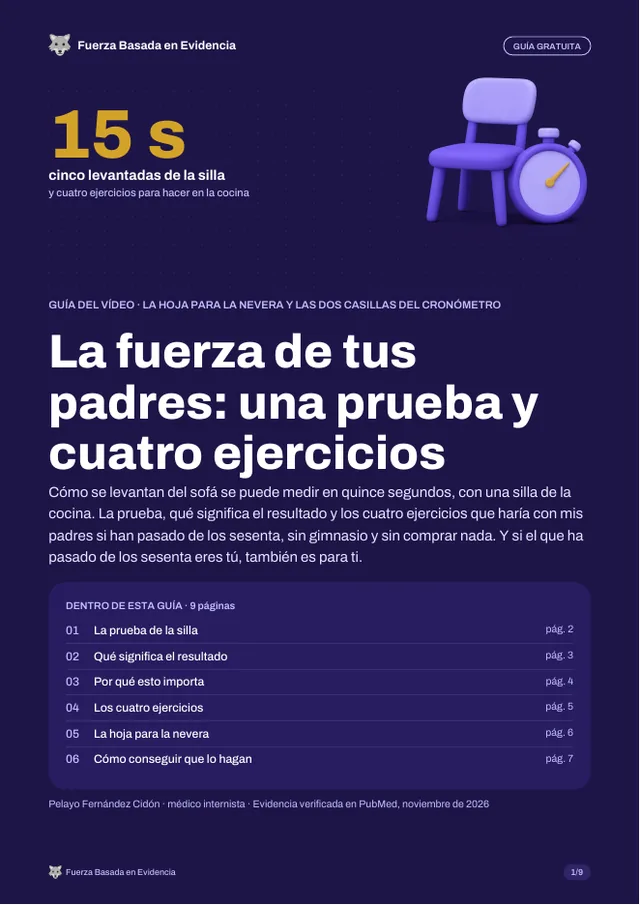 Fuerza Basada en Evidencia
GUÍA GRATUITA
15 s
cinco levantadas de la silla
y cuatro ejercicios para hacer en la cocina
GUÍA DEL VÍDEO · LA HOJA PARA LA NEVERA Y LAS DOS CASILLAS DEL CRONÓMETRO
La fuerza de tus
padres: una prueba y
cuatro ejercicios
Cómo se levantan del sofá se puede medir en quince segundos, con una silla de la
cocina. La prueba, qué significa el resultado y los cuatro ejercicios que haría con mis
padres si han pasado de los sesenta, sin gimnasio y sin comprar nada. Y si el que ha
pasado de los sesenta eres tú, también es para ti.
DENTRO DE ESTA GUÍA · 9 páginas
01 La prueba de la silla pág. 2
02 Qué significa el resultado pág. 3
03 Por qué esto importa pág. 4
04 Los cuatro ejercicios pág. 5
05 La hoja para la nevera pág. 6
06 Cómo conseguir que lo hagan pág. 7
Pelayo Fernández Cidón · médico internista · Evidencia verificada en PubMed, noviembre de 2026
Fuerza Basada en Evidencia
1/9